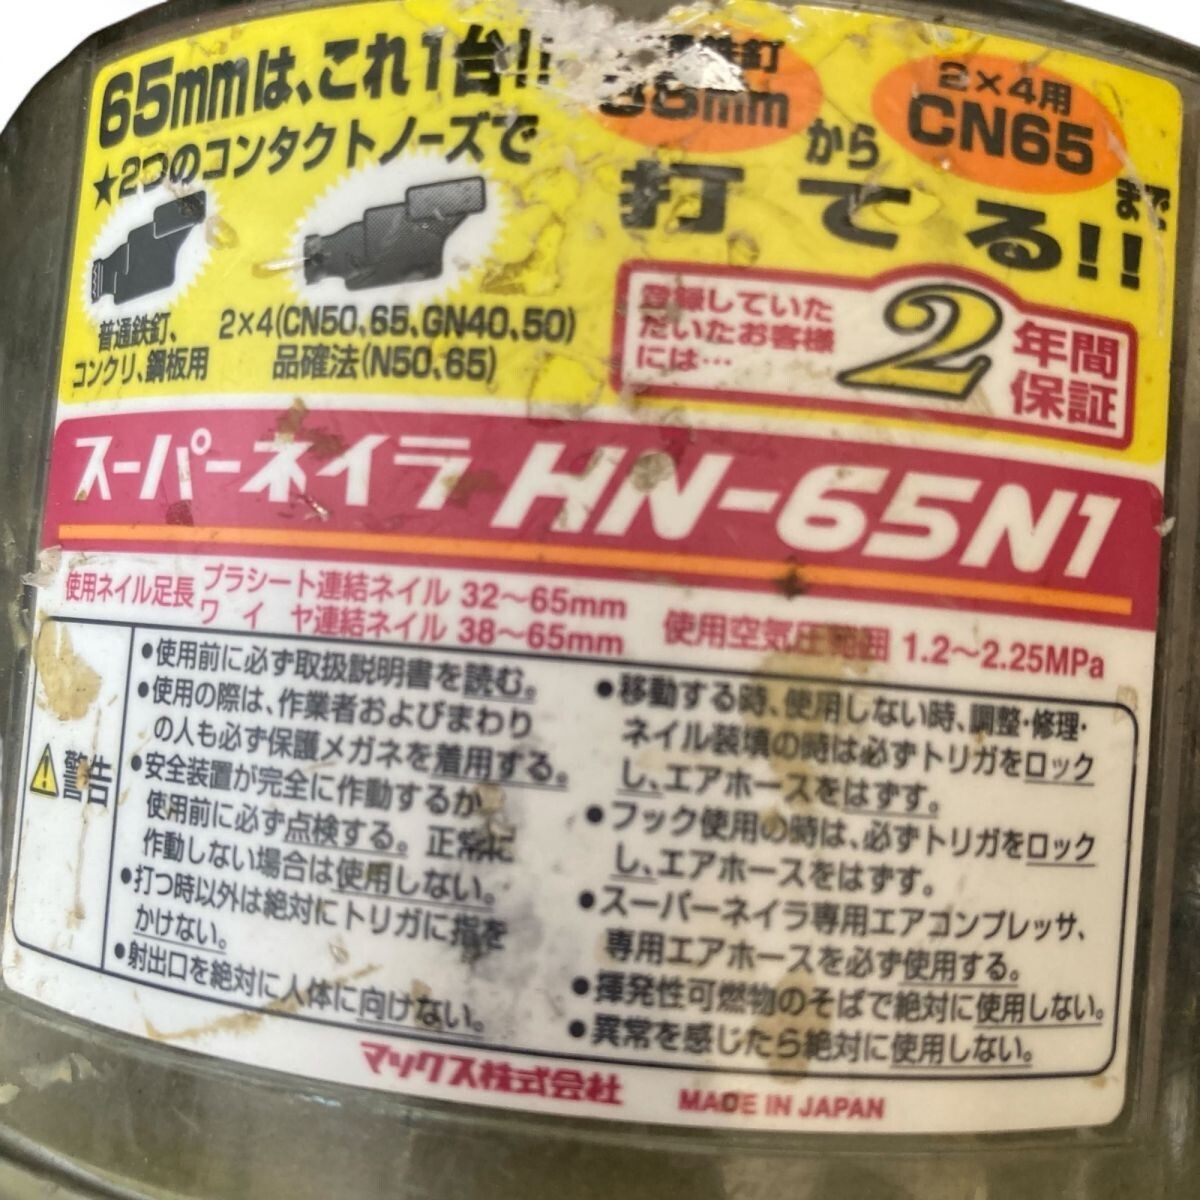 65mmは、これ1台!!
★2つのコンタクトノーズで
普通鉄釘、
コンクリ、鋼板用
2×4(CN50、65、GN40、50)
品確法(N50、65)
鉄釘
mm
から
2×4用
CN65
まで
打てる!!
登録していた
だいたお客様
には…
2年間
保証
スーパーネイラ HN-65N1
使用ネイル足長 プラシート連結ネイル 32〜65mm
ワイヤ連結ネイル 38〜65mm
使用空気圧範囲 1.2〜2.25MPa
警告
•使用前に必ず取扱説明書を読む。
•使用の際は、作業者およびまわり
の人も必ず保護メガネを着用する。
•安全装置が完全に作動するか
使用前に必ず点検する。正常に
作動しない場合は使用しない。
•打つ時以外は絶対にトリガに指を
かけない。
•射出口を絶対に人体に向けない。
•移動する時、使用しない時、調整・修理・
ネイル装填の時は必ずトリガをロック
し、エアホースをはずす。
•フック使用の時は、必ずトリガをロック
し、エアホースをはずす。
•スーパーネイラ専用エアコンプレッサ、
専用エアホースを必ず使用する。
•揮発性可燃物のそばで絶対に使用しない。
•異常を感じたら絶対に使用しない。
マックス株式会社
MADE IN JAPAN